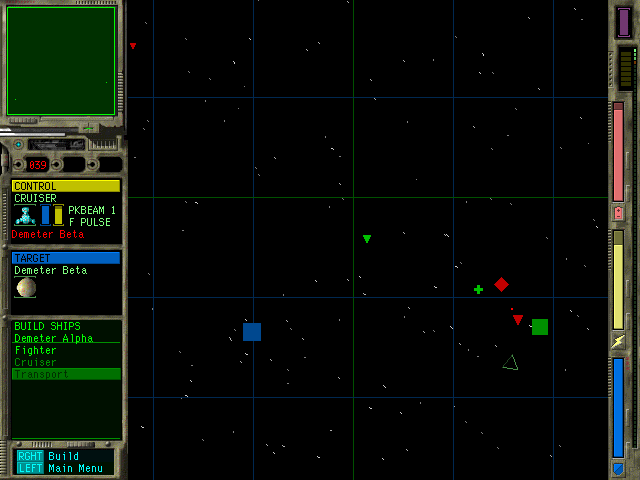 039
CONTROL
CRUISER
PKBEAM 1
F PULSE
Demeter Beta
TARGET
Demeter Beta
BUILD SHIPS
Demeter Alpha
Fighter
Cruiser
Transport
RGHT Build
LEFT Main Menu